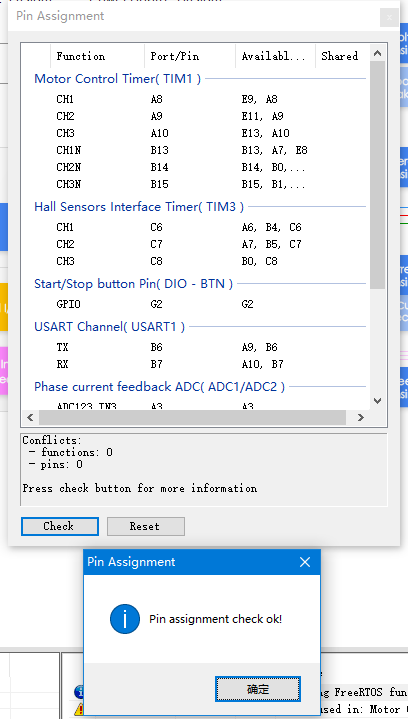 Pin Assignment
Function Port/Pin Availabl... Shared
Motor Control Timer( TIM1 )
CH1 A8 E9, A8
CH2 A9 E11, A9
CH3 A10 E13, A10
CH1N B13 B13, A7, E8
CH2N B14 B14, B0,...
CH3N B15 B15, B1,...
Hall Sensors Interface Timer( TIM3 )
CH1 C6 A6, B4, C6
CH2 C7 A7, B5, C7
CH3 C8 B0, C8
Start/Stop button Pin( DIO - BTN )
GPIO G2 G2
USART Channel( USART1 )
TX B6 A9, B6
RX B7 A10, B7
Phase current feedback ADC( ADC1/ADC2 )
ADC123_IN3 A3 A3
Conflicts:
- functions: 0
- pins: 0
Press check button for more information
Check Reset
Pin Assignment
Pin assignment check ok!
确定
FreeRTOS fun
used in: Motor